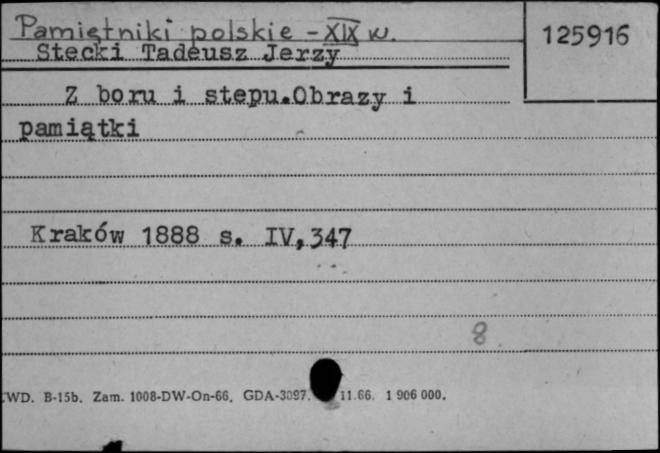 Pamiętniki polskie - XIX w.
125916
Stecki Tadeusz Jerzy
Z boru i stepu.Obrazy i
pamiątki
Kraków 1888 s. IV,347
8
WD. B-15b. Zam. 1008-DW-On-66. GDA-3097. 11.66. 1 906 000.